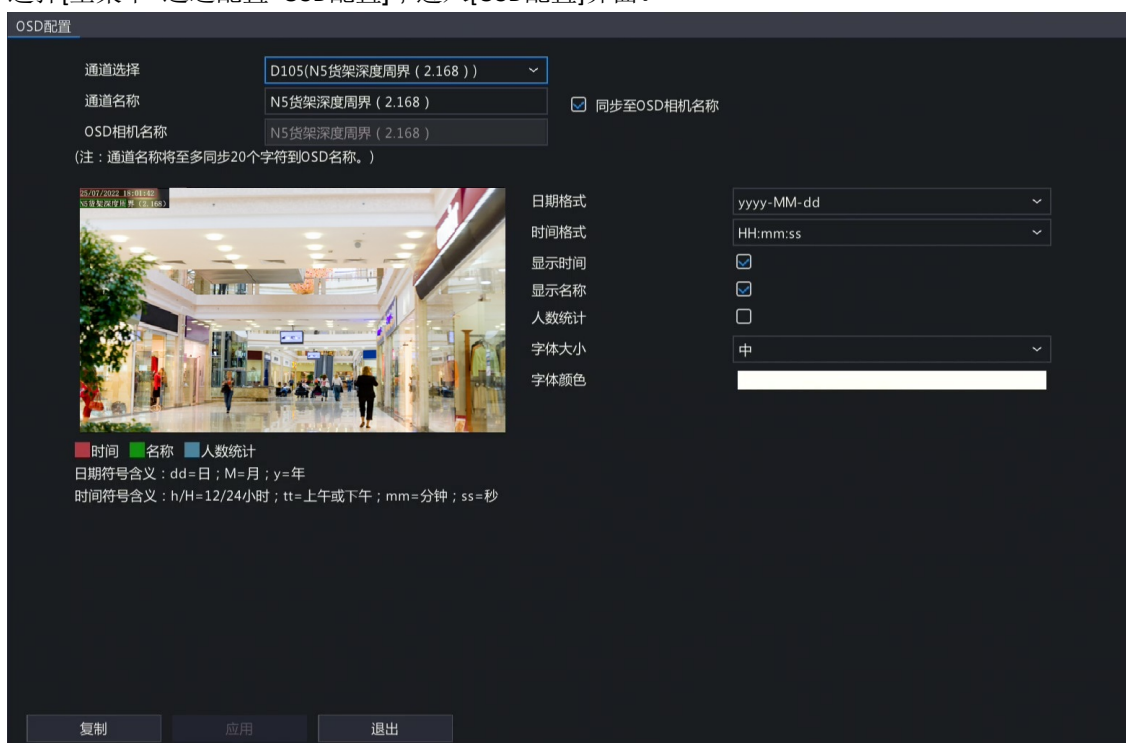 OSD配置
通道选择 D105(N5货架深度周界（2.168）)
通道名称 N5货架深度周界（2.168） 同步至OSD相机名称
OSD相机名称 N5货架深度周界（2.168）
(注：通道名称将至多同步20个字符到OSD名称。)
25/07/2022 18:01:42
N5货架深度周界 (2.168)
日期格式 yyyy-MM-dd
时间格式 HH:mm:ss
显示时间
显示名称
人数统计
字体大小 中
字体颜色
时间 名称 人数统计
日期符号含义：dd=日；M=月；y=年
时间符号含义：h/H=12/24小时；tt=上午或下午；mm=分钟；ss=秒
复制 应用 退出